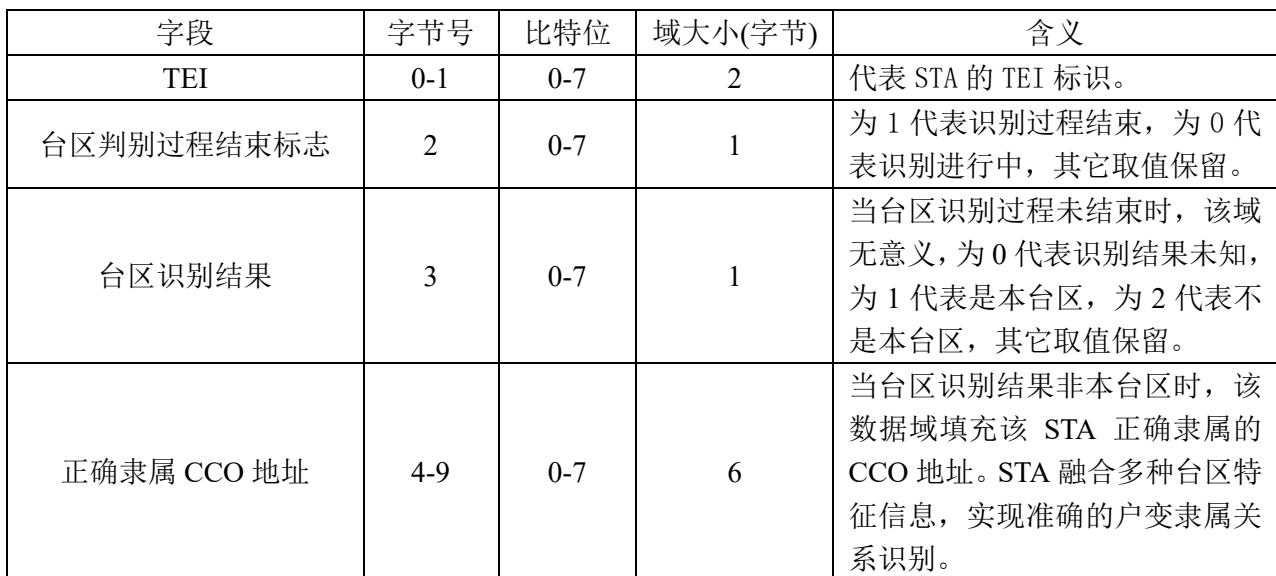 字段 字节号 比特位 域大小(字节) 含义
TEI 0-1 0-7 2 代表 STA 的 TEI 标识。
台区判别过程结束标志 2 0-7 1 为 1 代表识别过程结束，为 0 代
表识别进行中，其它取值保留。
台区识别结果 3 0-7 1 当台区识别过程未结束时，该域
无意义，为 0 代表识别结果未知，
为 1 代表是本台区，为 2 代表不
是本台区，其它取值保留。
正确隶属 CCO 地址 4-9 0-7 6 当台区识别结果非本台区时，该
数据域填充该 STA 正确隶属的
CCO 地址。STA 融合多种台区特
征信息，实现准确的户变隶属关
系识别。